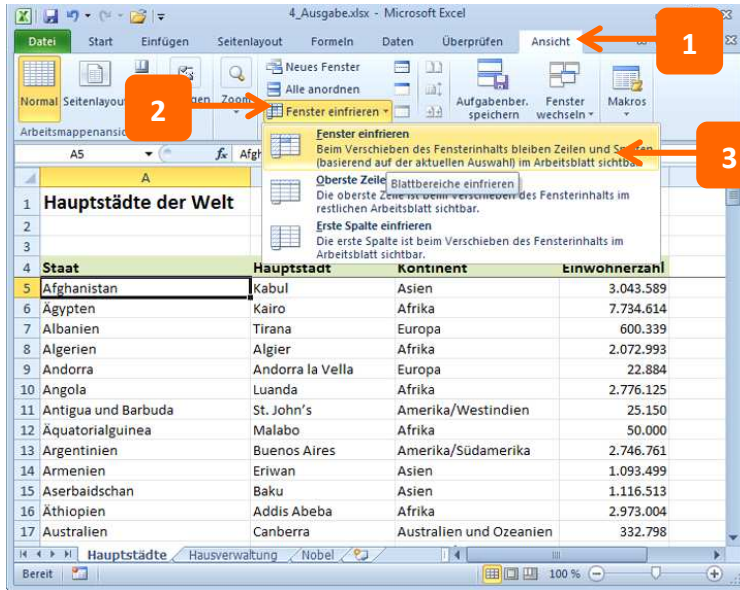 4_Ausgabe.xlsx - Microsoft Excel
Datei Start Einfügen Seitenlayout Formeln Daten Überprüfen Ansicht
1
Neues Fenster
Alle anordnen
Fenster einfrieren
Normal Seitenlayout Zoom
Aufgabenber. speichern
Fenster wechseln
Makros
2
Arbeitsmappenansic
Fenster einfrieren
Beim Verschieben des Fensterinhalts bleiben Zeilen und Spalten
(basierend auf der aktuellen Auswahl) im Arbeitsblatt sichtbar.
3
Oberste Zeile
Blattbereiche einfrieren
Die oberste Zeile ist beim Verschieben des Fensterinhalts im
restlichen Arbeitsblatt sichtbar.
Erste Spalte einfrieren
Die erste Spalte ist beim Verschieben des Fensterinhalts im
Arbeitsblatt sichtbar.
A5 fx Afgh
A
1 Hauptstädte der Welt
2
3
4 Staat Hauptstadt Kontinent Einwohnerzahl
5 Afghanistan Kabul Asien 3.043.589
6 Ägypten Kairo Afrika 7.734.614
7 Albanien Tirana Europa 600.339
8 Algerien Algier Afrika 2.072.993
9 Andorra Andorra la Vella Europa 22.884
10 Angola Luanda Afrika 2.776.125
11 Antigua und Barbuda St. John's Amerika/Westindien 25.150
12 Äquatorialguinea Malabo Afrika 50.000
13 Argentinien Buenos Aires Amerika/Südamerika 2.746.761
14 Armenien Eriwan Asien 1.093.499
15 Aserbaidschan Baku Asien 1.116.513
16 Äthiopien Addis Abeba Afrika 2.973.004
17 Australien Canberra Australien und Ozeanien 332.798
Hauptstädte Hausverwaltung Nobel
Bereit 100 %